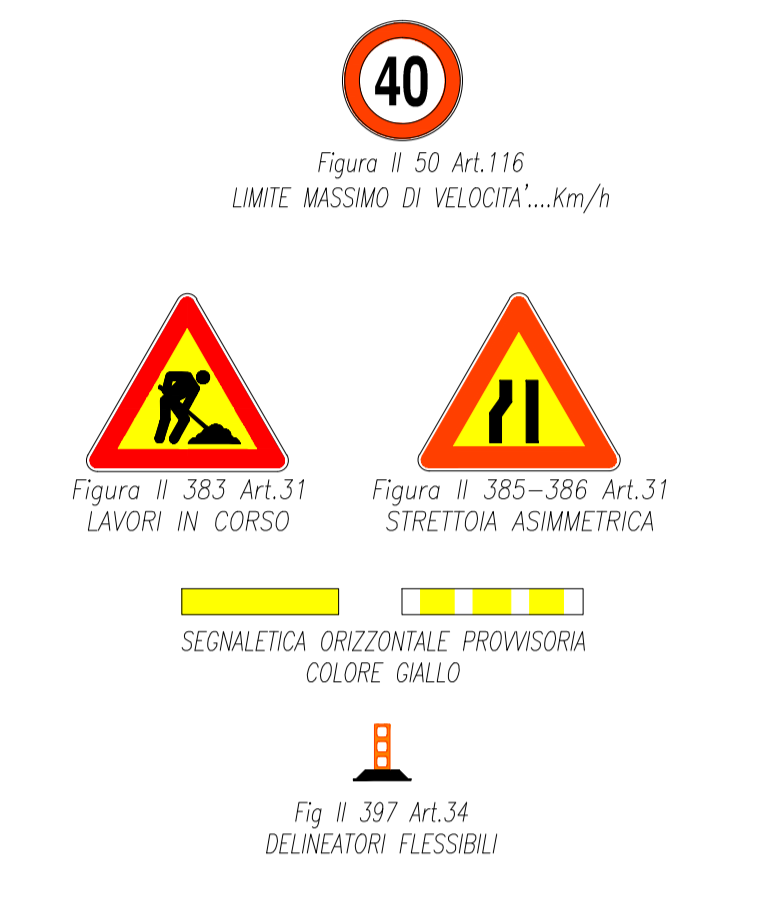 40
Figura II 50 Art.116
LIMITE MASSIMO DI VELOCITA'....Km/h
Figura II 383 Art.31
LAVORI IN CORSO
Figura II 385-386 Art.31
STRETTOIA ASIMMETRICA
SEGNALETICA ORIZZONTALE PROVVISORIA
COLORE GIALLO
Fig II 397 Art.34
DELINEATORI FLESSIBILI